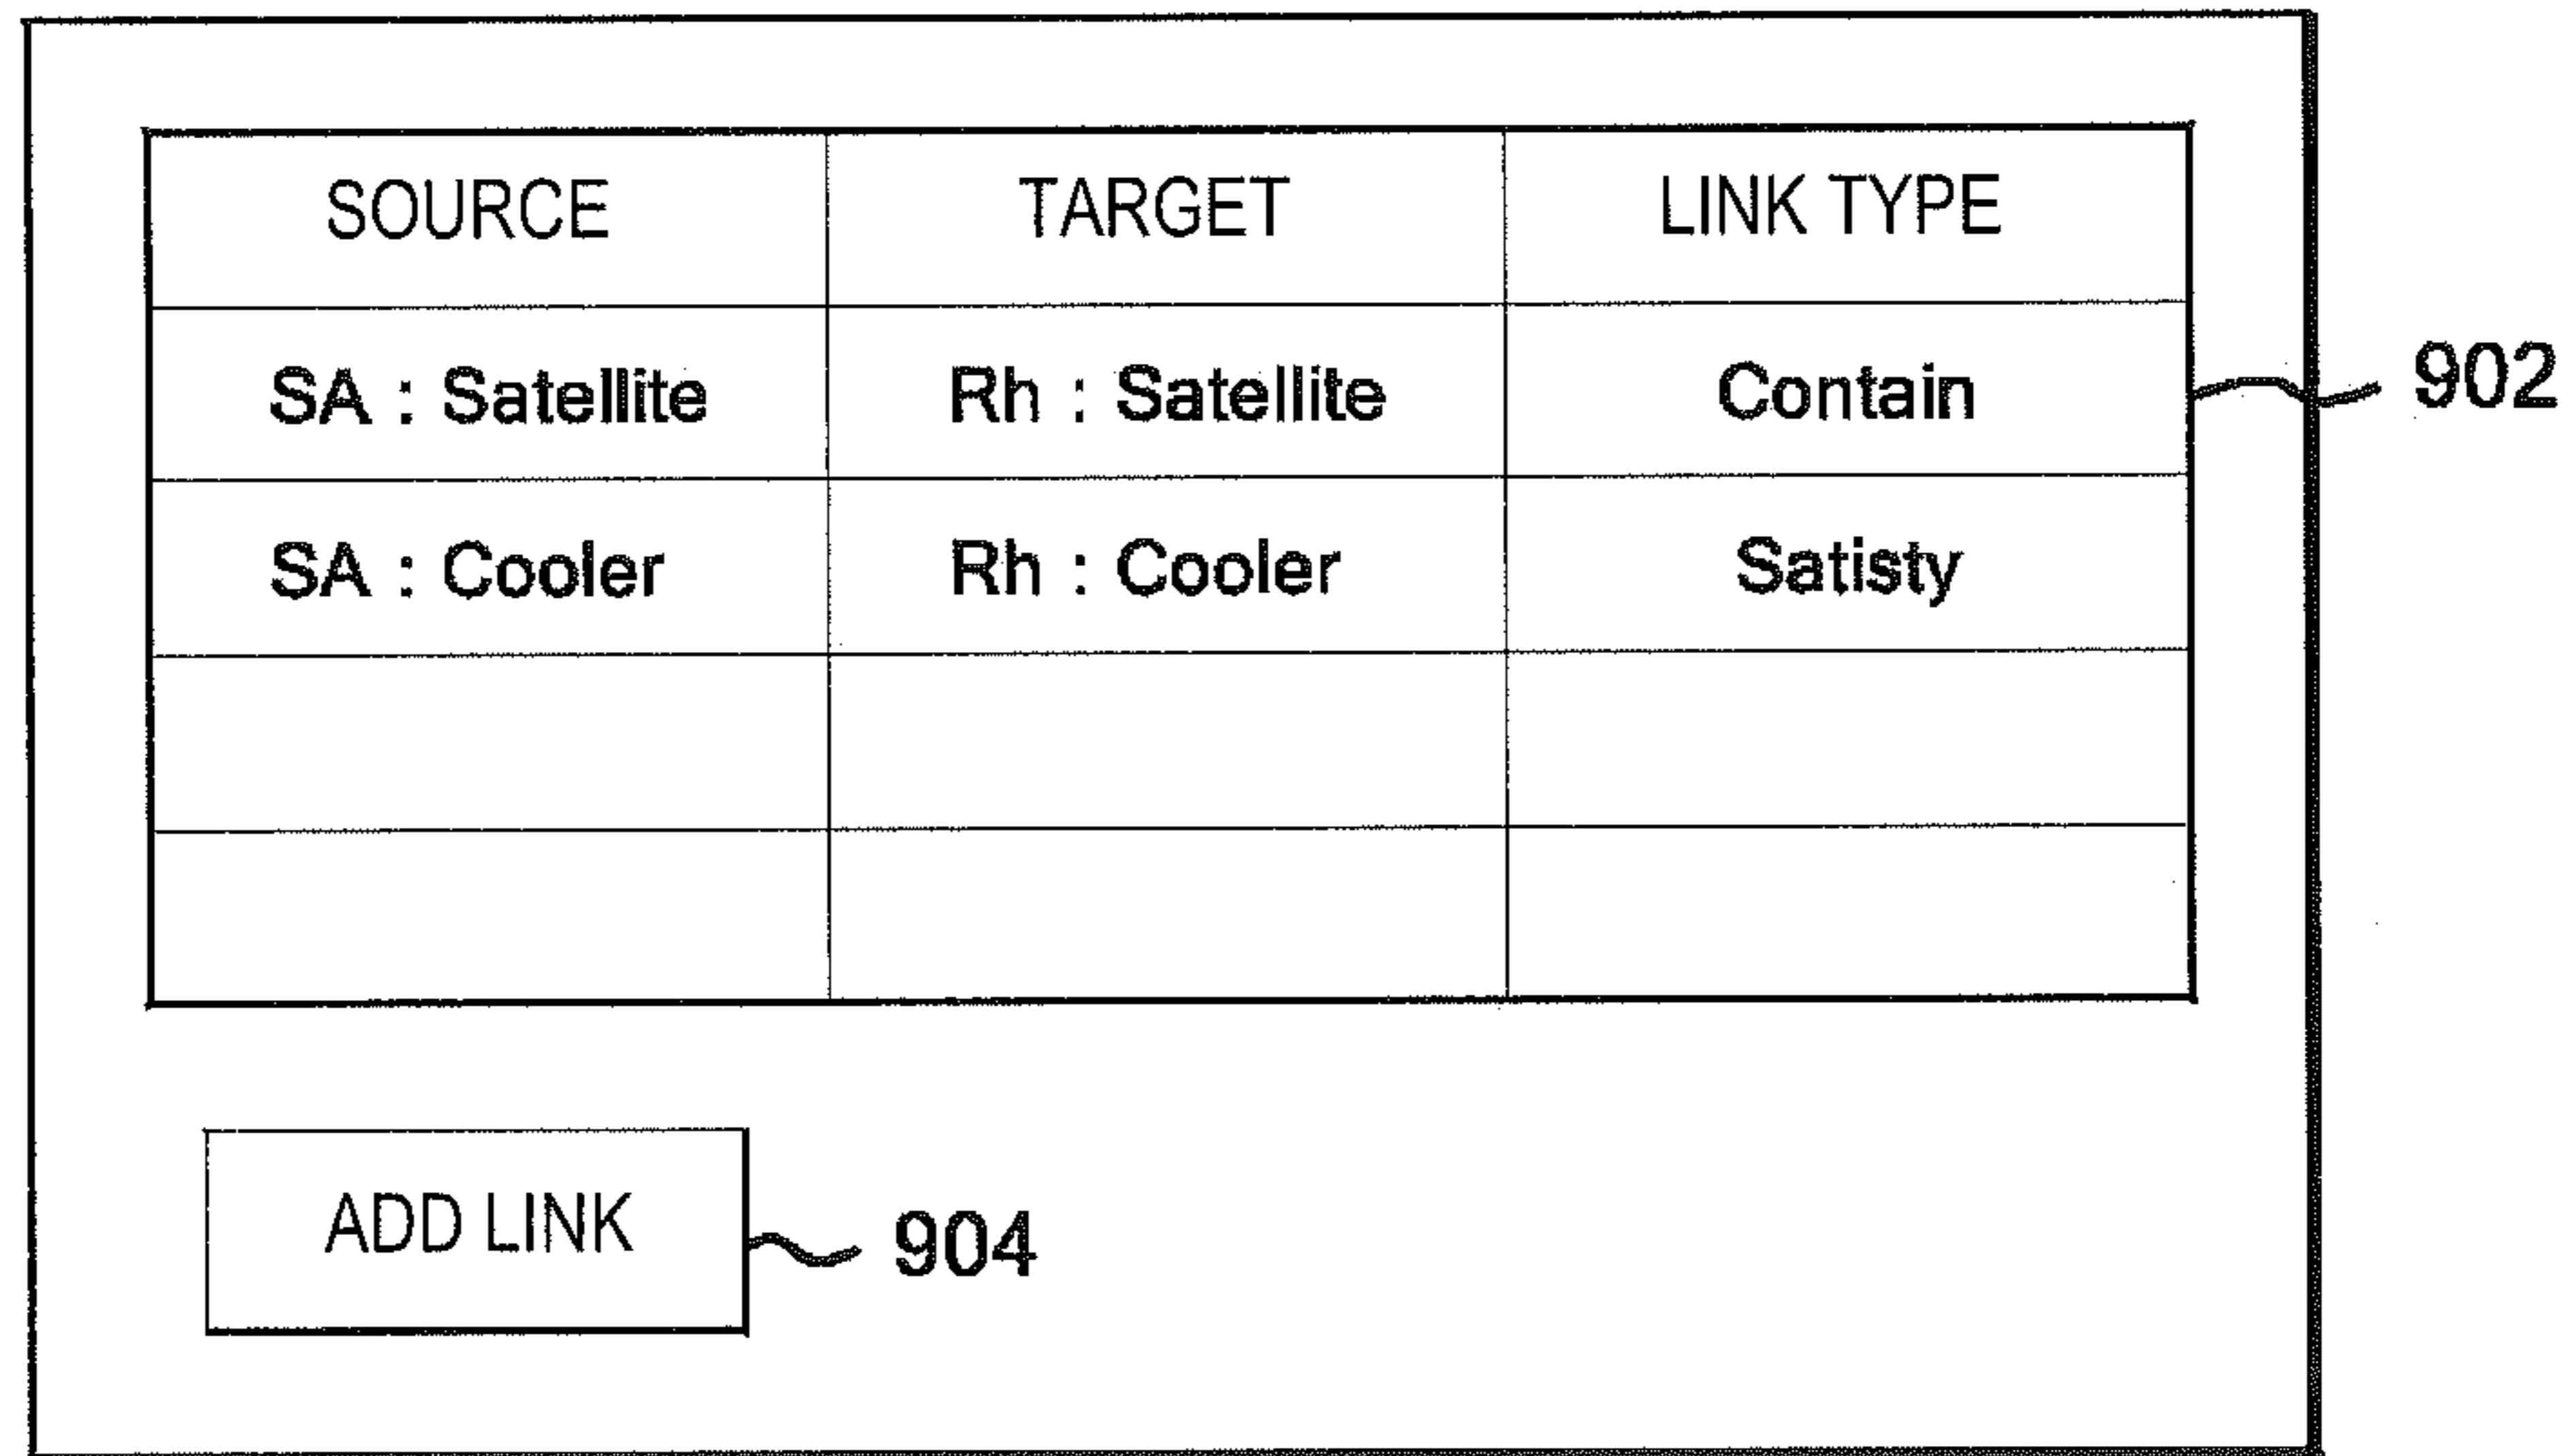 SOURCE TARGET LINK TYPE
SA : Satellite Rh : Satellite Contain 902
SA : Cooler Rh : Cooler Satisty
ADD LINK 904